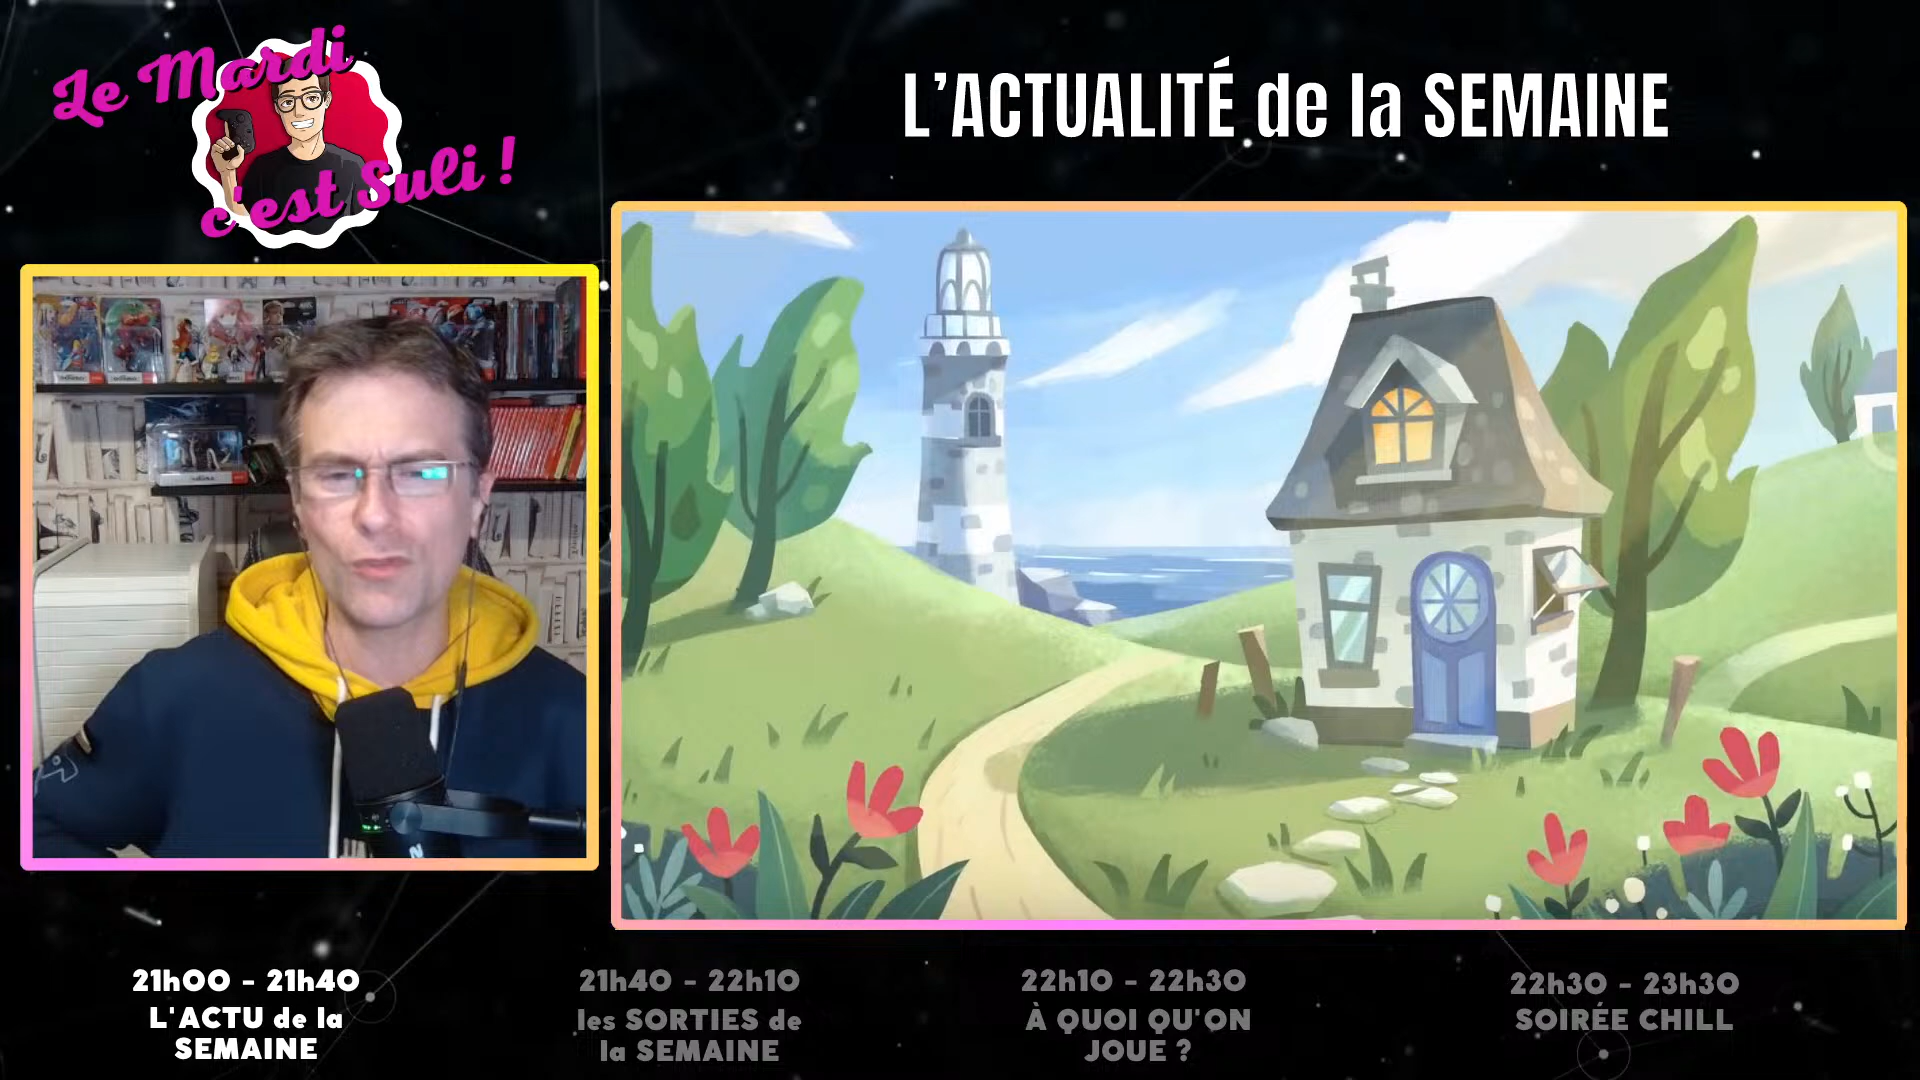 Le Mardi
c'est Suli !
L'ACTUALITÉ de la SEMAINE
21h00 - 21h40
L'ACTU de la
SEMAINE
21h40 - 22h10
les SORTIES de
la SEMAINE
22h10 - 22h30
À QUOI QU'ON
JOUE ?
22h30 - 23h30
SOIRÉE CHILL